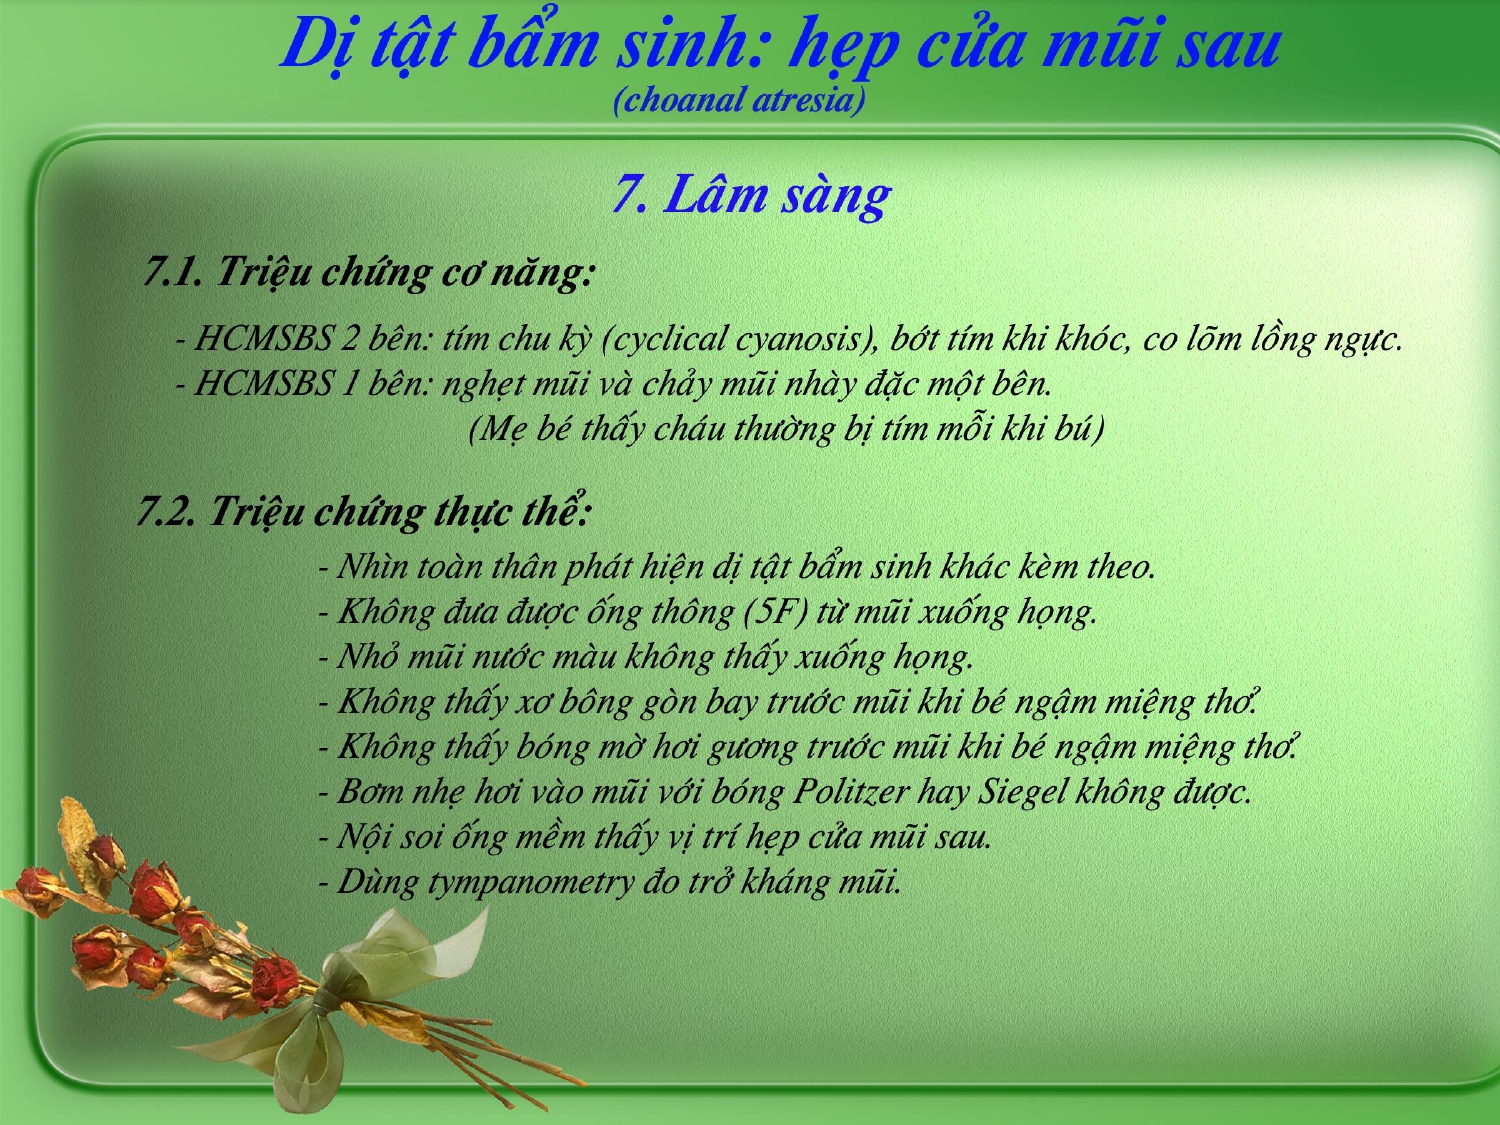 Dị tật bẩm sinh: hẹp cửa mũi sau
(choanal atresia)
7. Lâm sàng
7.1. Triệu chứng cơ năng:
- HCMSBS 2 bên: tím chu kỳ (cyclical cyanosis), bớt tím khi khóc, co lõm lồng ngực.
- HCMSBS 1 bên: nghẹt mũi và chảy mũi nhày đặc một bên.
(Mẹ bé thấy cháu thường bị tím mỗi khi bú)
7.2. Triệu chứng thực thể:
- Nhìn toàn thân phát hiện dị tật bẩm sinh khác kèm theo.
- Không đưa được ống thông (5F) từ mũi xuống họng.
- Nhỏ mũi nước màu không thấy xuống họng.
- Không thấy xơ bông gòn bay trước mũi khi bé ngậm miệng thở.
- Không thấy bóng mờ hơi gương trước mũi khi bé ngậm miệng thở.
- Bơm nhẹ hơi vào mũi với bóng Politzer hay Siegel không được.
- Nội soi ống mềm thấy vị trí hẹp cửa mũi sau.
- Dùng tympanometry đo trở kháng mũi.